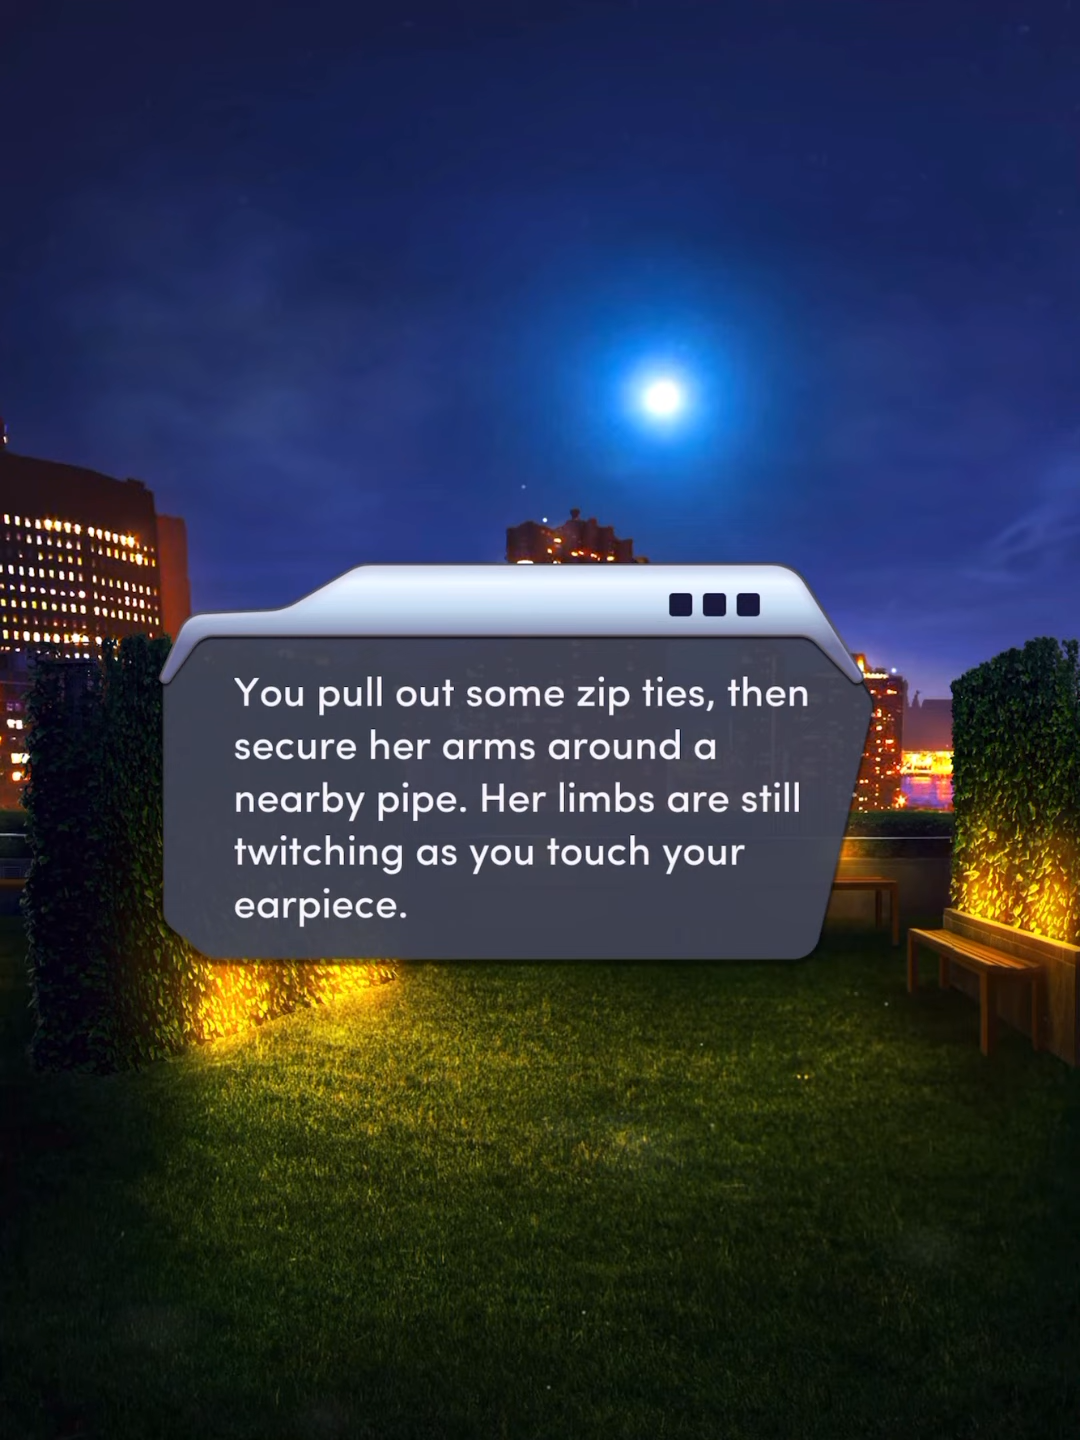 You pull out some zip ties, then
secure her arms around a
nearby pipe. Her limbs are still
twitching as you touch your
earpiece.